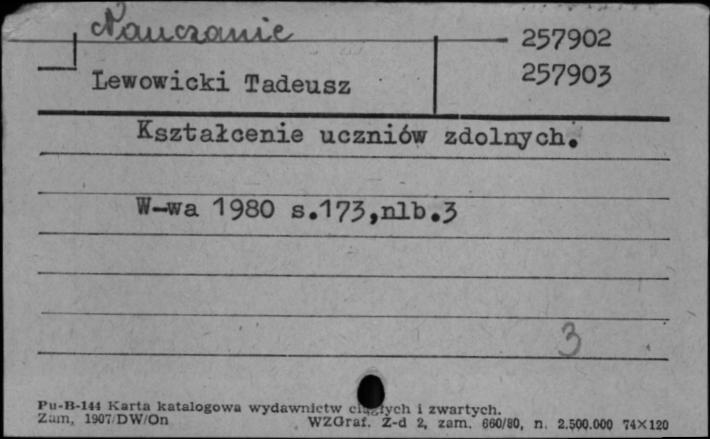 Nauczanie
257902
Lewowicki Tadeusz
257903
Kształcenie uczniów zdolnych.
W-wa 1980 s.173,nlb.3
3
Pu-B-144 Karta katalogowa wydawnictw ciągłych i zwartych.
Zam, 1907/DW/On WZGraf. Z-d 2, zam. 660/80, n. 2.500.000 74×120